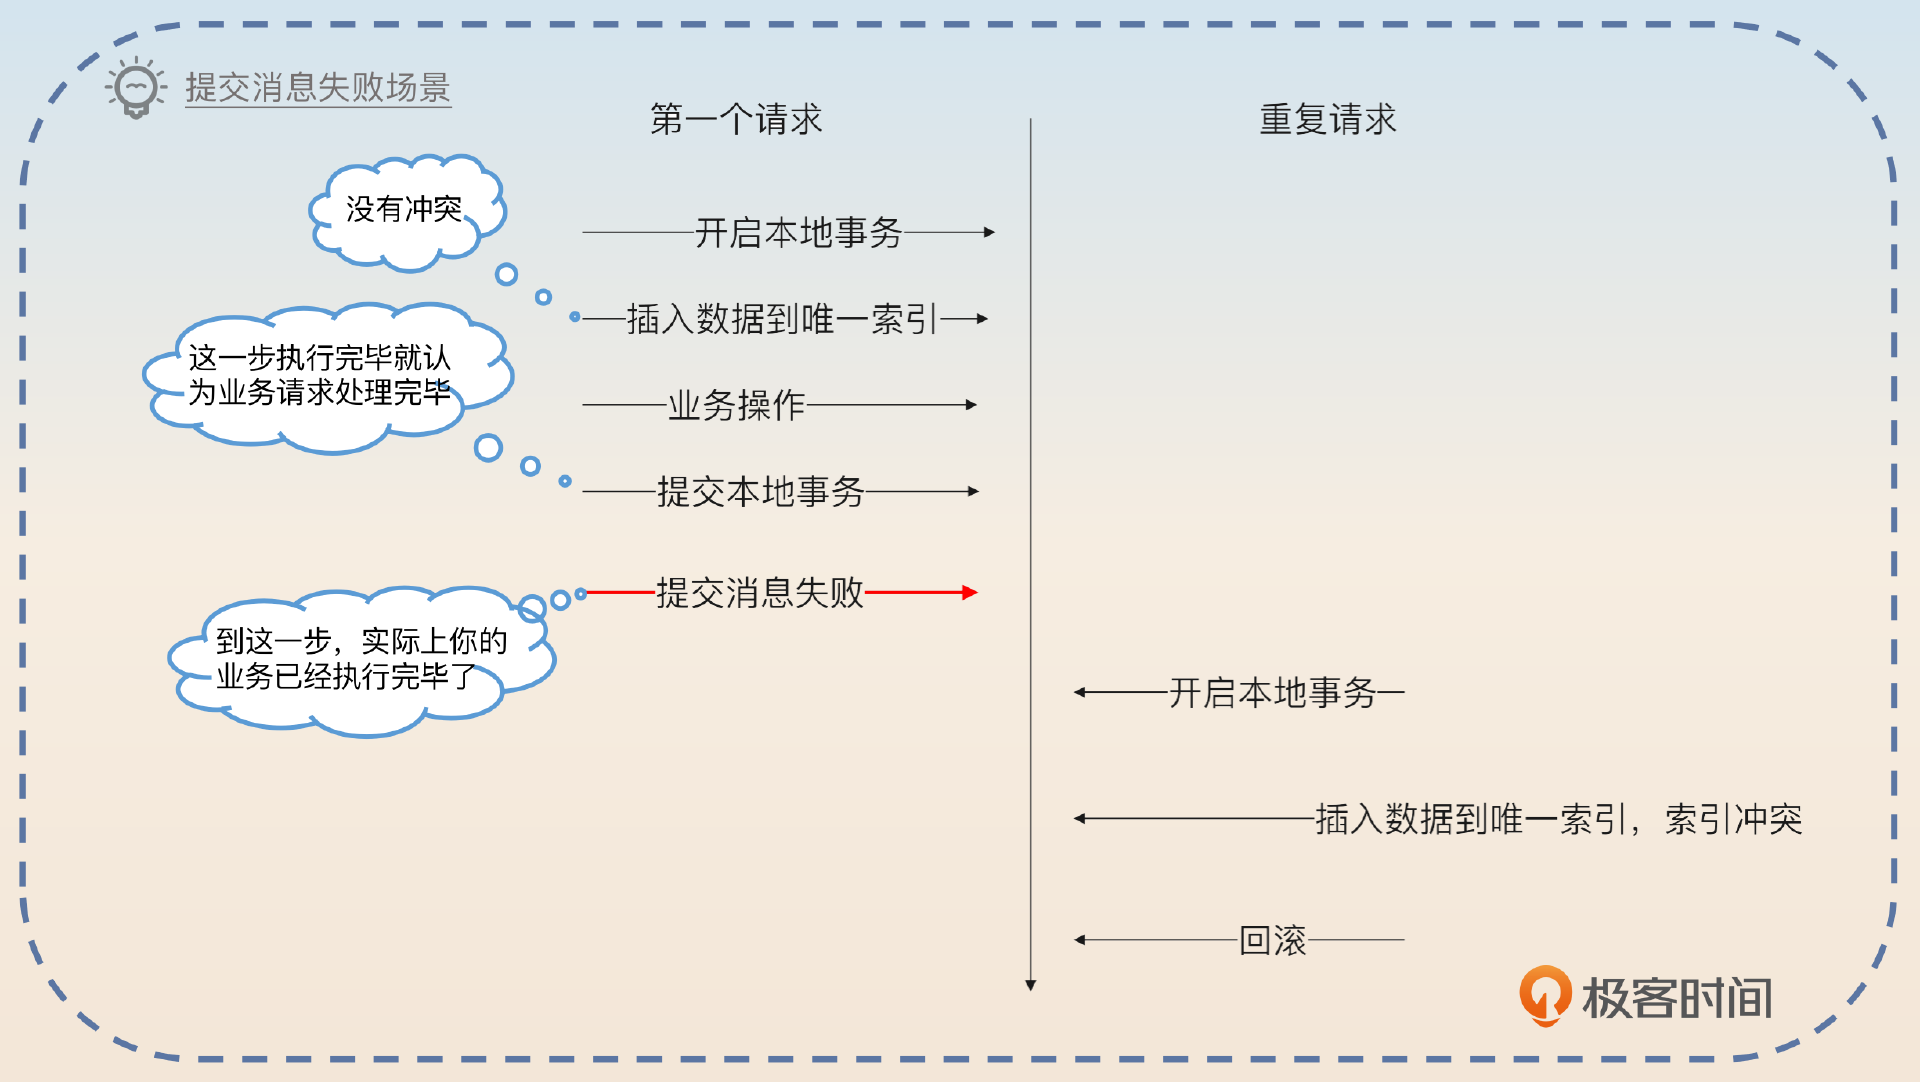 提交消息失败场景
第一个请求
重复请求
没有冲突
开启本地事务
插入数据到唯一索引
这一步执行完毕就认
为业务请求处理完毕
业务操作
提交本地事务
提交消息失败
到这一步，实际上你的
业务已经执行完毕了
开启本地事务
插入数据到唯一索引，索引冲突
回滚
极客时间